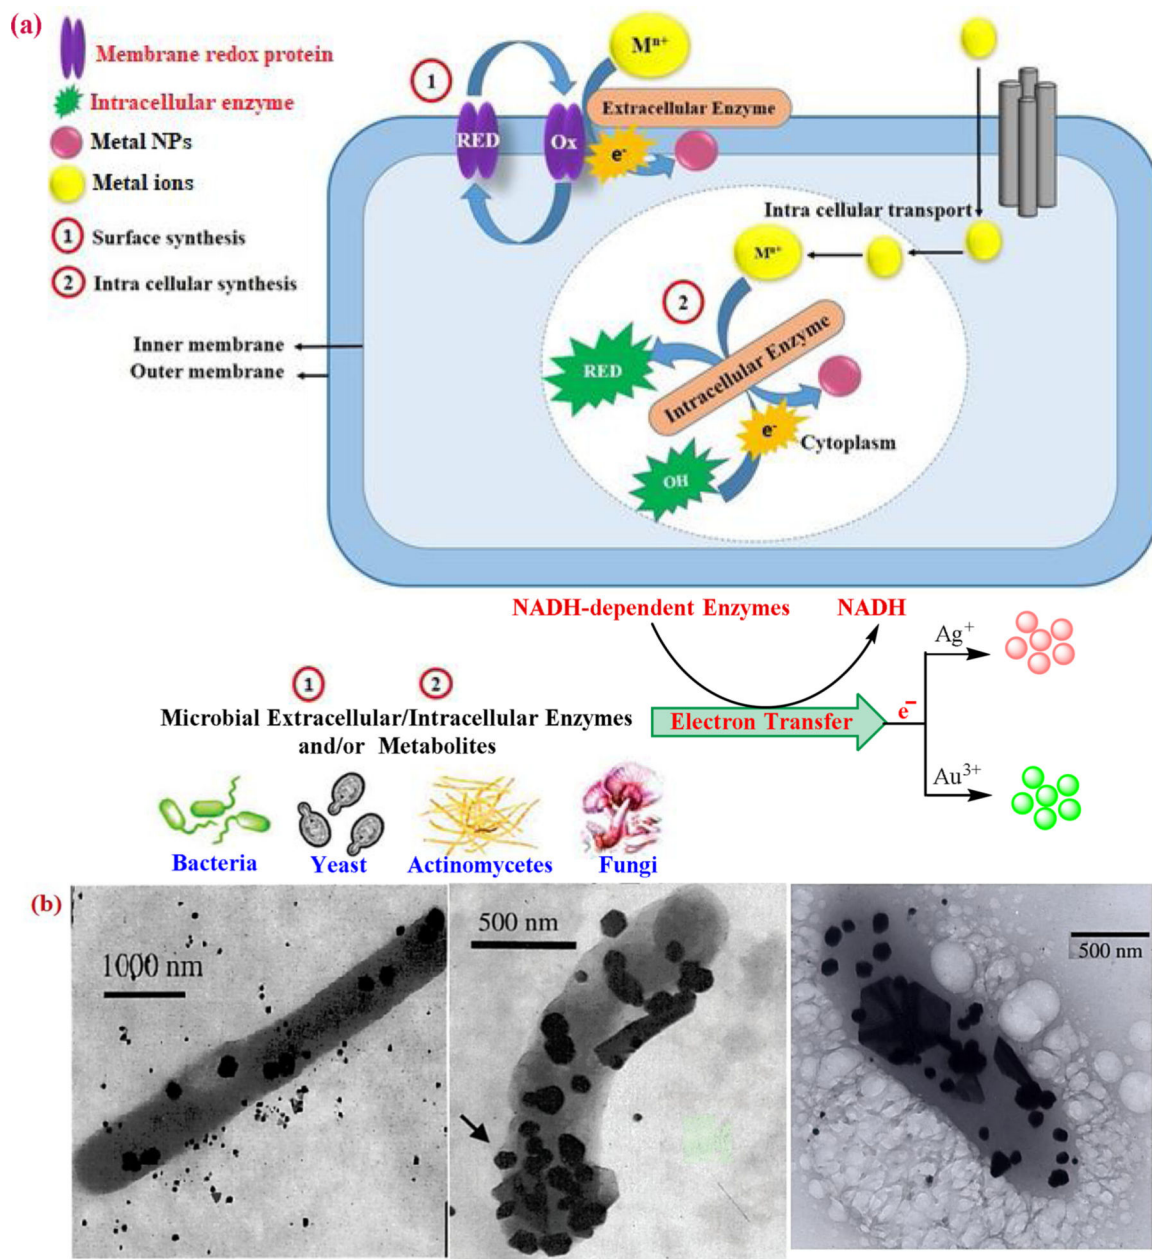 (a)
Membrane redox protein
Intracellular enzyme
Metal NPs
Metal ions
1 Surface synthesis
2 Intra cellular synthesis
Inner membrane
Outer membrane
1
Mⁿ⁺
Extracellular Enzyme
RED
Ox
e⁻
Intra cellular transport
Mⁿ⁺
2
Intracellular Enzyme
RED
e⁻
Cytoplasm
OH
NADH-dependent Enzymes
NADH
1
2
Microbial Extracellular/Intracellular Enzymes
and/or Metabolites
Electron Transfer
e⁻
Ag⁺
Au³⁺
Bacteria
Yeast
Actinomycetes
Fungi
(b)
1000 nm
500 nm
500 nm